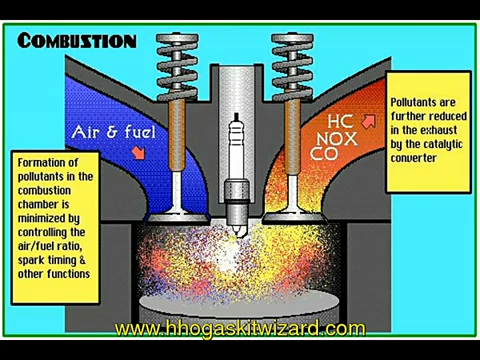 COMBUSTION
Air & fuel
HC
NOX
CO
Pollutants are
further reduced
in the exhaust
by the catalytic
converter
Formation of
pollutants in the
combustion
chamber is
minimized by
controlling the
air/fuel ratio,
spark timing &
other functions
www.hhogaskitwizard.com